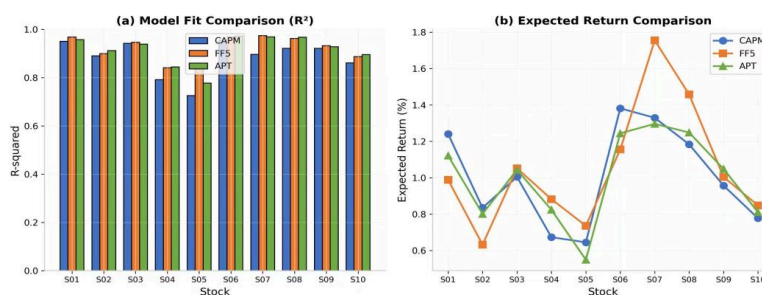 (a) Model Fit Comparison (R²)
1.0
0.8
0.6
0.4
0.2
0.0
R-squared
CAPM
FF5
APT
S01 S02 S03 S04 S05 S06 S07 S08 S09 S10
Stock
(b) Expected Return Comparison
1.8
1.6
1.4
1.2
1.0
0.8
0.6
Expected Return (%)
CAPM
FF5
APT
S01 S02 S03 S04 S05 S06 S07 S08 S09 S10
Stock